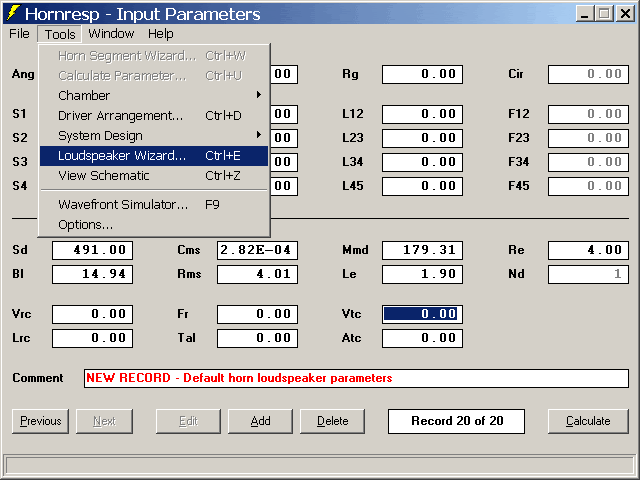 Hornresp - Input Parameters
File Tools Window Help
Horn Segment Wizard... Ctrl+W
Calculate Parameter... Ctrl+U
Chamber
Driver Arrangement... Ctrl+D
System Design
Loudspeaker Wizard... Ctrl+E
View Schematic Ctrl+Z
Wavefront Simulator... F9
Options...
Ang 00 Rg 0.00 Cir 0.00
S1 00 L12 0.00 F12 0.00
S2 00 L23 0.00 F23 0.00
S3 00 L34 0.00 F34 0.00
S4 00 L45 0.00 F45 0.00
Sd 491.00 Cms 2.82E-04 Mmd 179.31 Re 4.00
Bl 14.94 Rms 4.01 Le 1.90 Nd 1
Vrc 0.00 Fr 0.00 Vtc 0.00
Lrc 0.00 Tal 0.00 Atc 0.00
Comment NEW RECORD - Default horn loudspeaker parameters
Previous Next Edit Add Delete Record 20 of 20 Calculate